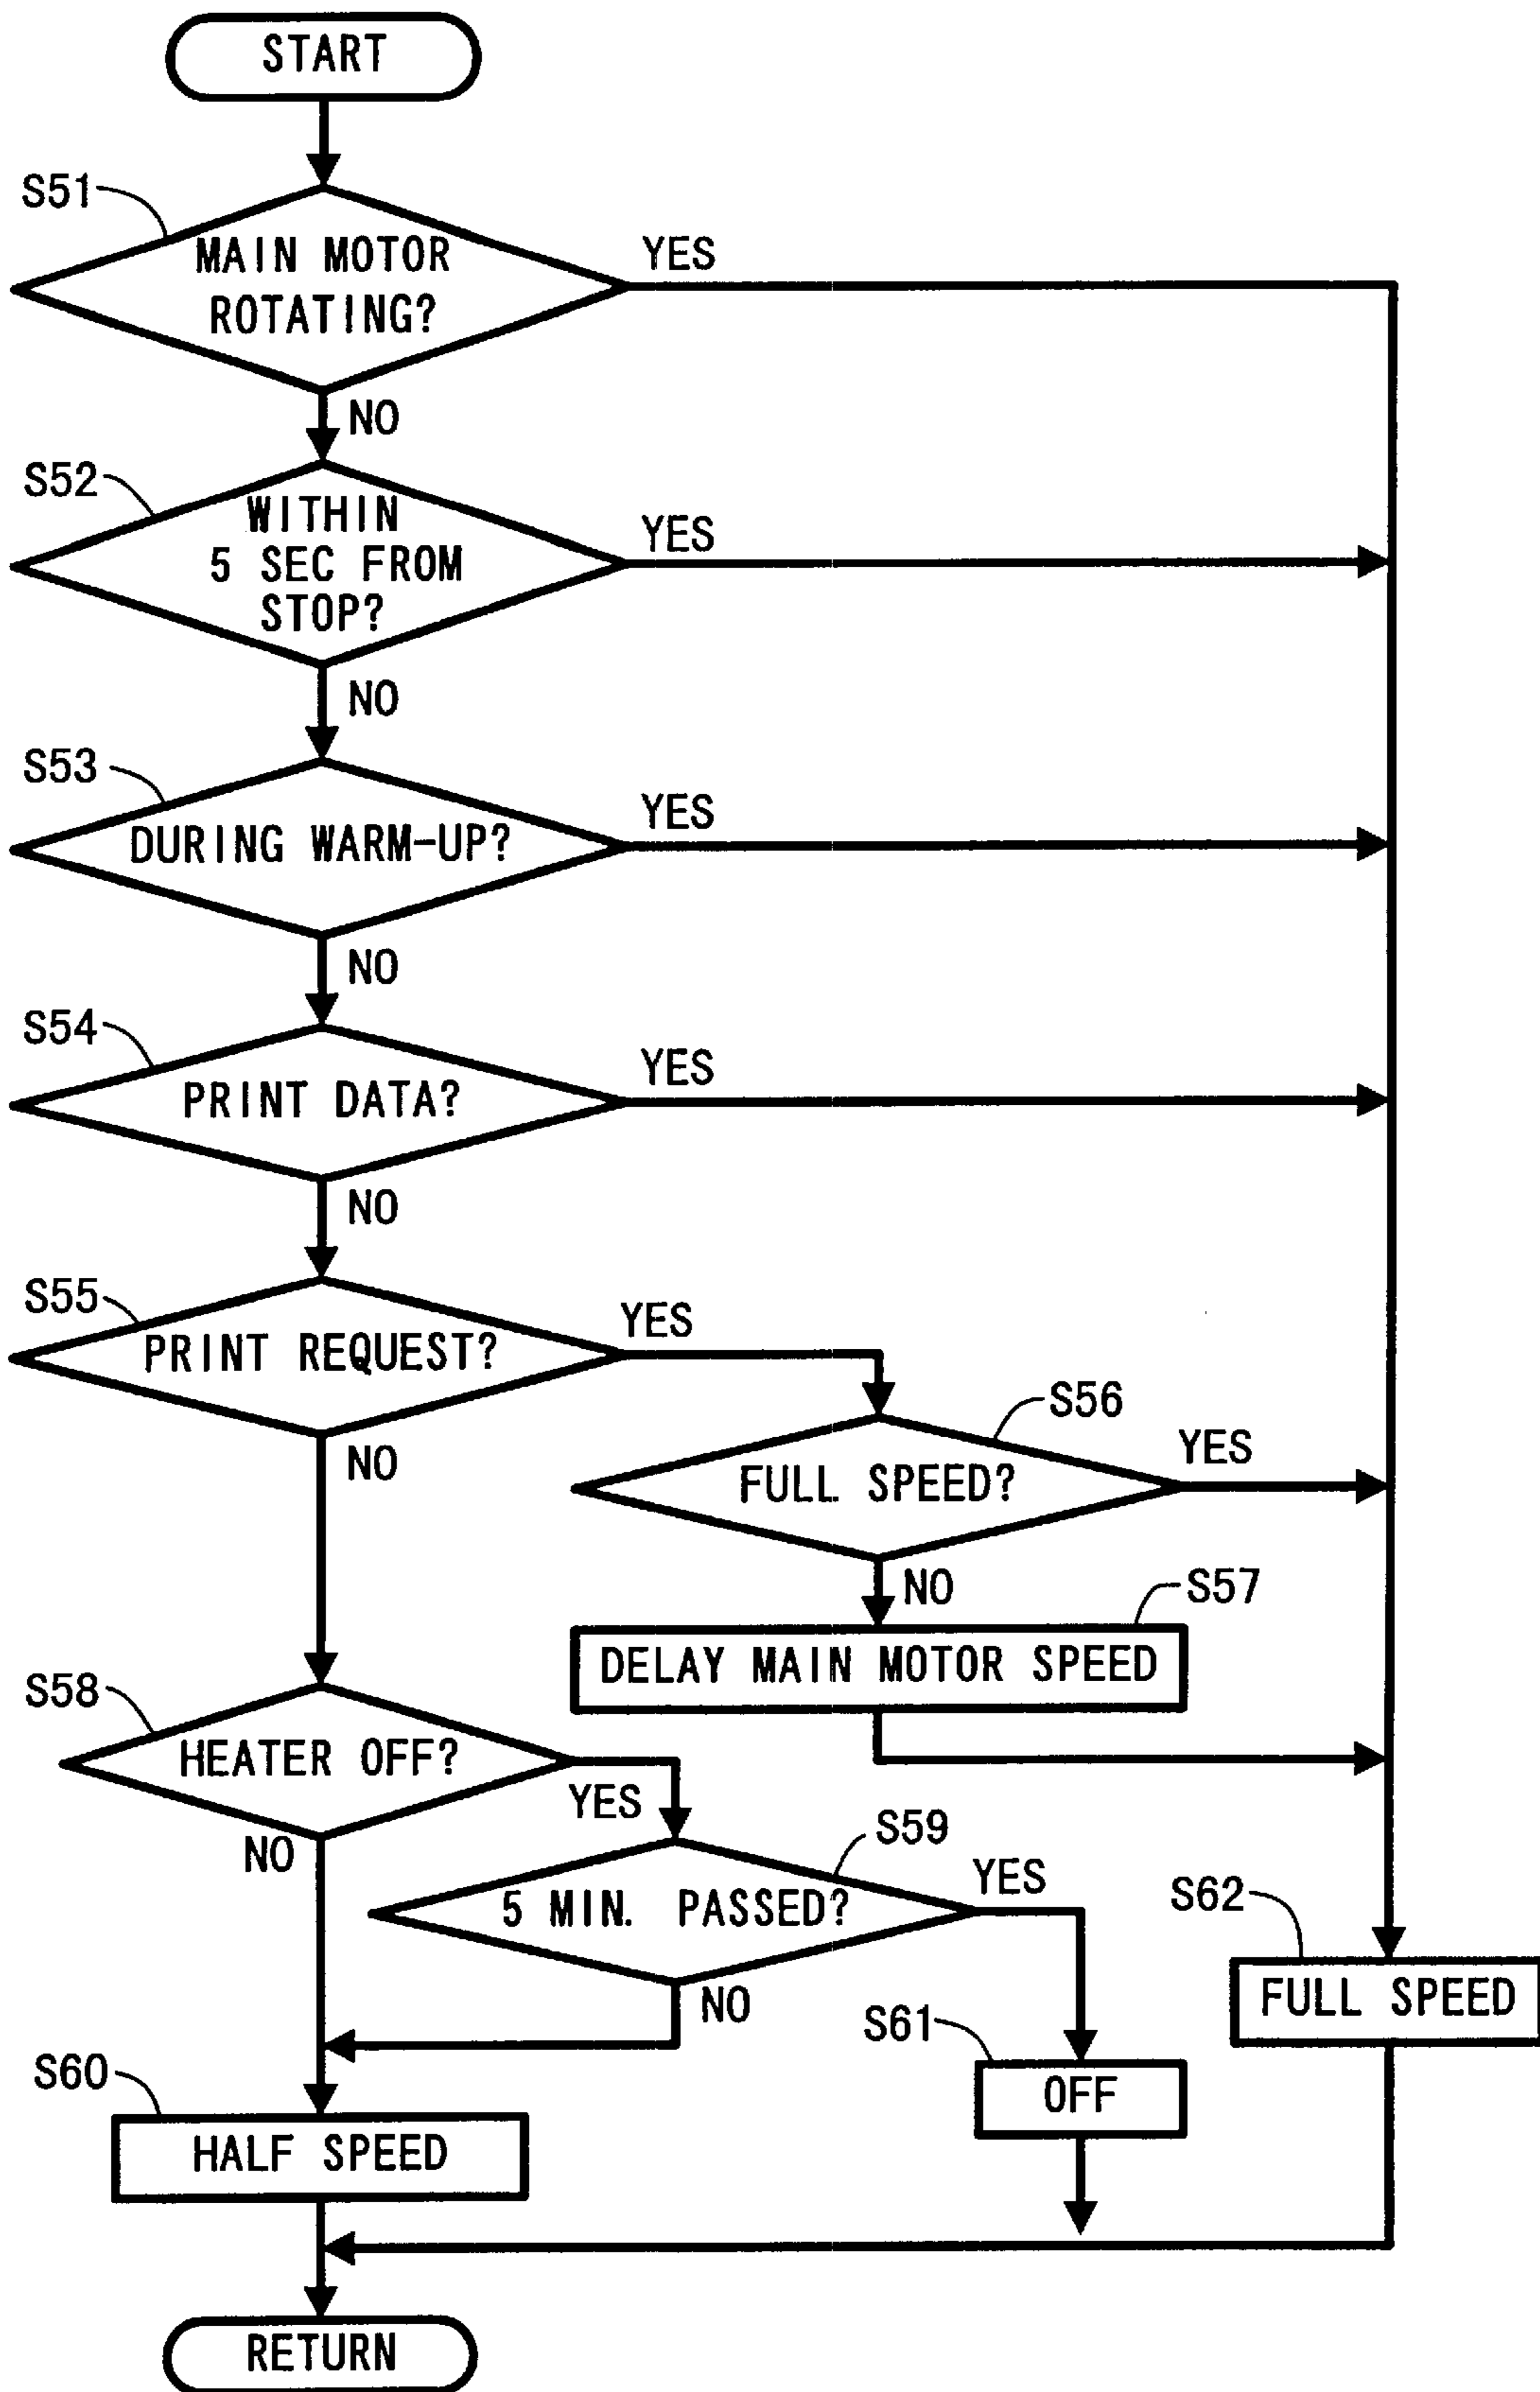 START
S51
MAIN MOTOR
ROTATING?
YES
NO
S52
WITHIN
5 SEC FROM
STOP?
YES
NO
S53
DURING WARM-UP?
YES
NO
S54
PRINT DATA?
YES
NO
S55
PRINT REQUEST?
YES
NO
S56
FULL SPEED?
YES
NO
S57
DELAY MAIN MOTOR SPEED
S58
HEATER OFF?
YES
NO
S59
5 MIN. PASSED?
YES
NO
S62
FULL SPEED
S61
OFF
S60
HALF SPEED
RETURN